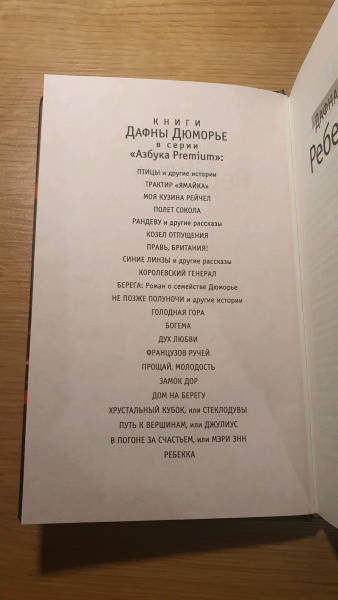 КНИГИ
ДАФНЫ ДЮМОРЬЕ
в серии
«Азбука Premium»:
ПТИЦЫ и другие истории
ТРАКТИР «ЯМАЙКА»
МОЯ КУЗИНА РЕЙЧЕЛ
ПОЛЕТ СОКОЛА
РАНДЕВУ и другие рассказы
КОЗЕЛ ОТПУЩЕНИЯ
ПРАВЬ, БРИТАНИЯ!
СИНИЕ ЛИНЗЫ и другие рассказы
КОРОЛЕВСКИЙ ГЕНЕРАЛ
БЕРЕГА: Роман о семействе Дюморье
НЕ ПОЗЖЕ ПОЛУНОЧИ и другие истории
ГОЛОДНАЯ ГОРА
БОГЕМА
ДУХ ЛЮБВИ
ФРАНЦУЗОВ РУЧЕЙ
ПРОЩАЙ, МОЛОДОСТЬ
ЗАМОК ДОР
ДОМ НА БЕРЕГУ
ХРУСТАЛЬНЫЙ КУБОК, или СТЕКЛОДУВЫ
ПУТЬ К ВЕРШИНАМ, или ДЖУЛИУС
В ПОГОНЕ ЗА СЧАСТЬЕМ, или МЭРИ ЭНН
РЕБЕККА
ДАФНА
Ребе